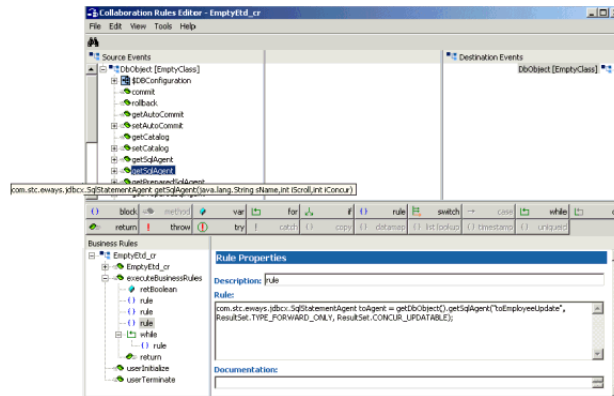 Collaboration Rules Editor - EmptyEtd_cr
File Edit View Tools Help
Source Events
Destination Events
DbObject [EmptyClass]
DbObject [EmptyClass]
$DBConfiguration
commit
rollback
getAutoCommit
setAutoCommit
getCatalog
setCatalog
getSqlAgent
getSqlAgent
getPreparedSqlAgent
com.stc.eways.jdbcx.SqlStatementAgent getSqlAgent(java.lang.String sName,int iScroll,int iConcur)
() block method var for if () rule switch case while
return ! throw try ! catch () copy () datamap () list lookup () timestamp () uniqueid
Business Rules
EmptyEtd_cr
EmptyEtd_cr
executeBusinessRules
retBoolean
() rule
() rule
() rule
while
() rule
return
userInitialize
userTerminate
Rule Properties
Description: rule
Rule:
com.stc.eways.jdbcx.SqlStatementAgent toAgent = getDbObject().getSqlAgent("toEmployeeUpdate",
ResultSet.TYPE_FORWARD_ONLY, ResultSet.CONCUR_UPDATABLE);
Documentation: